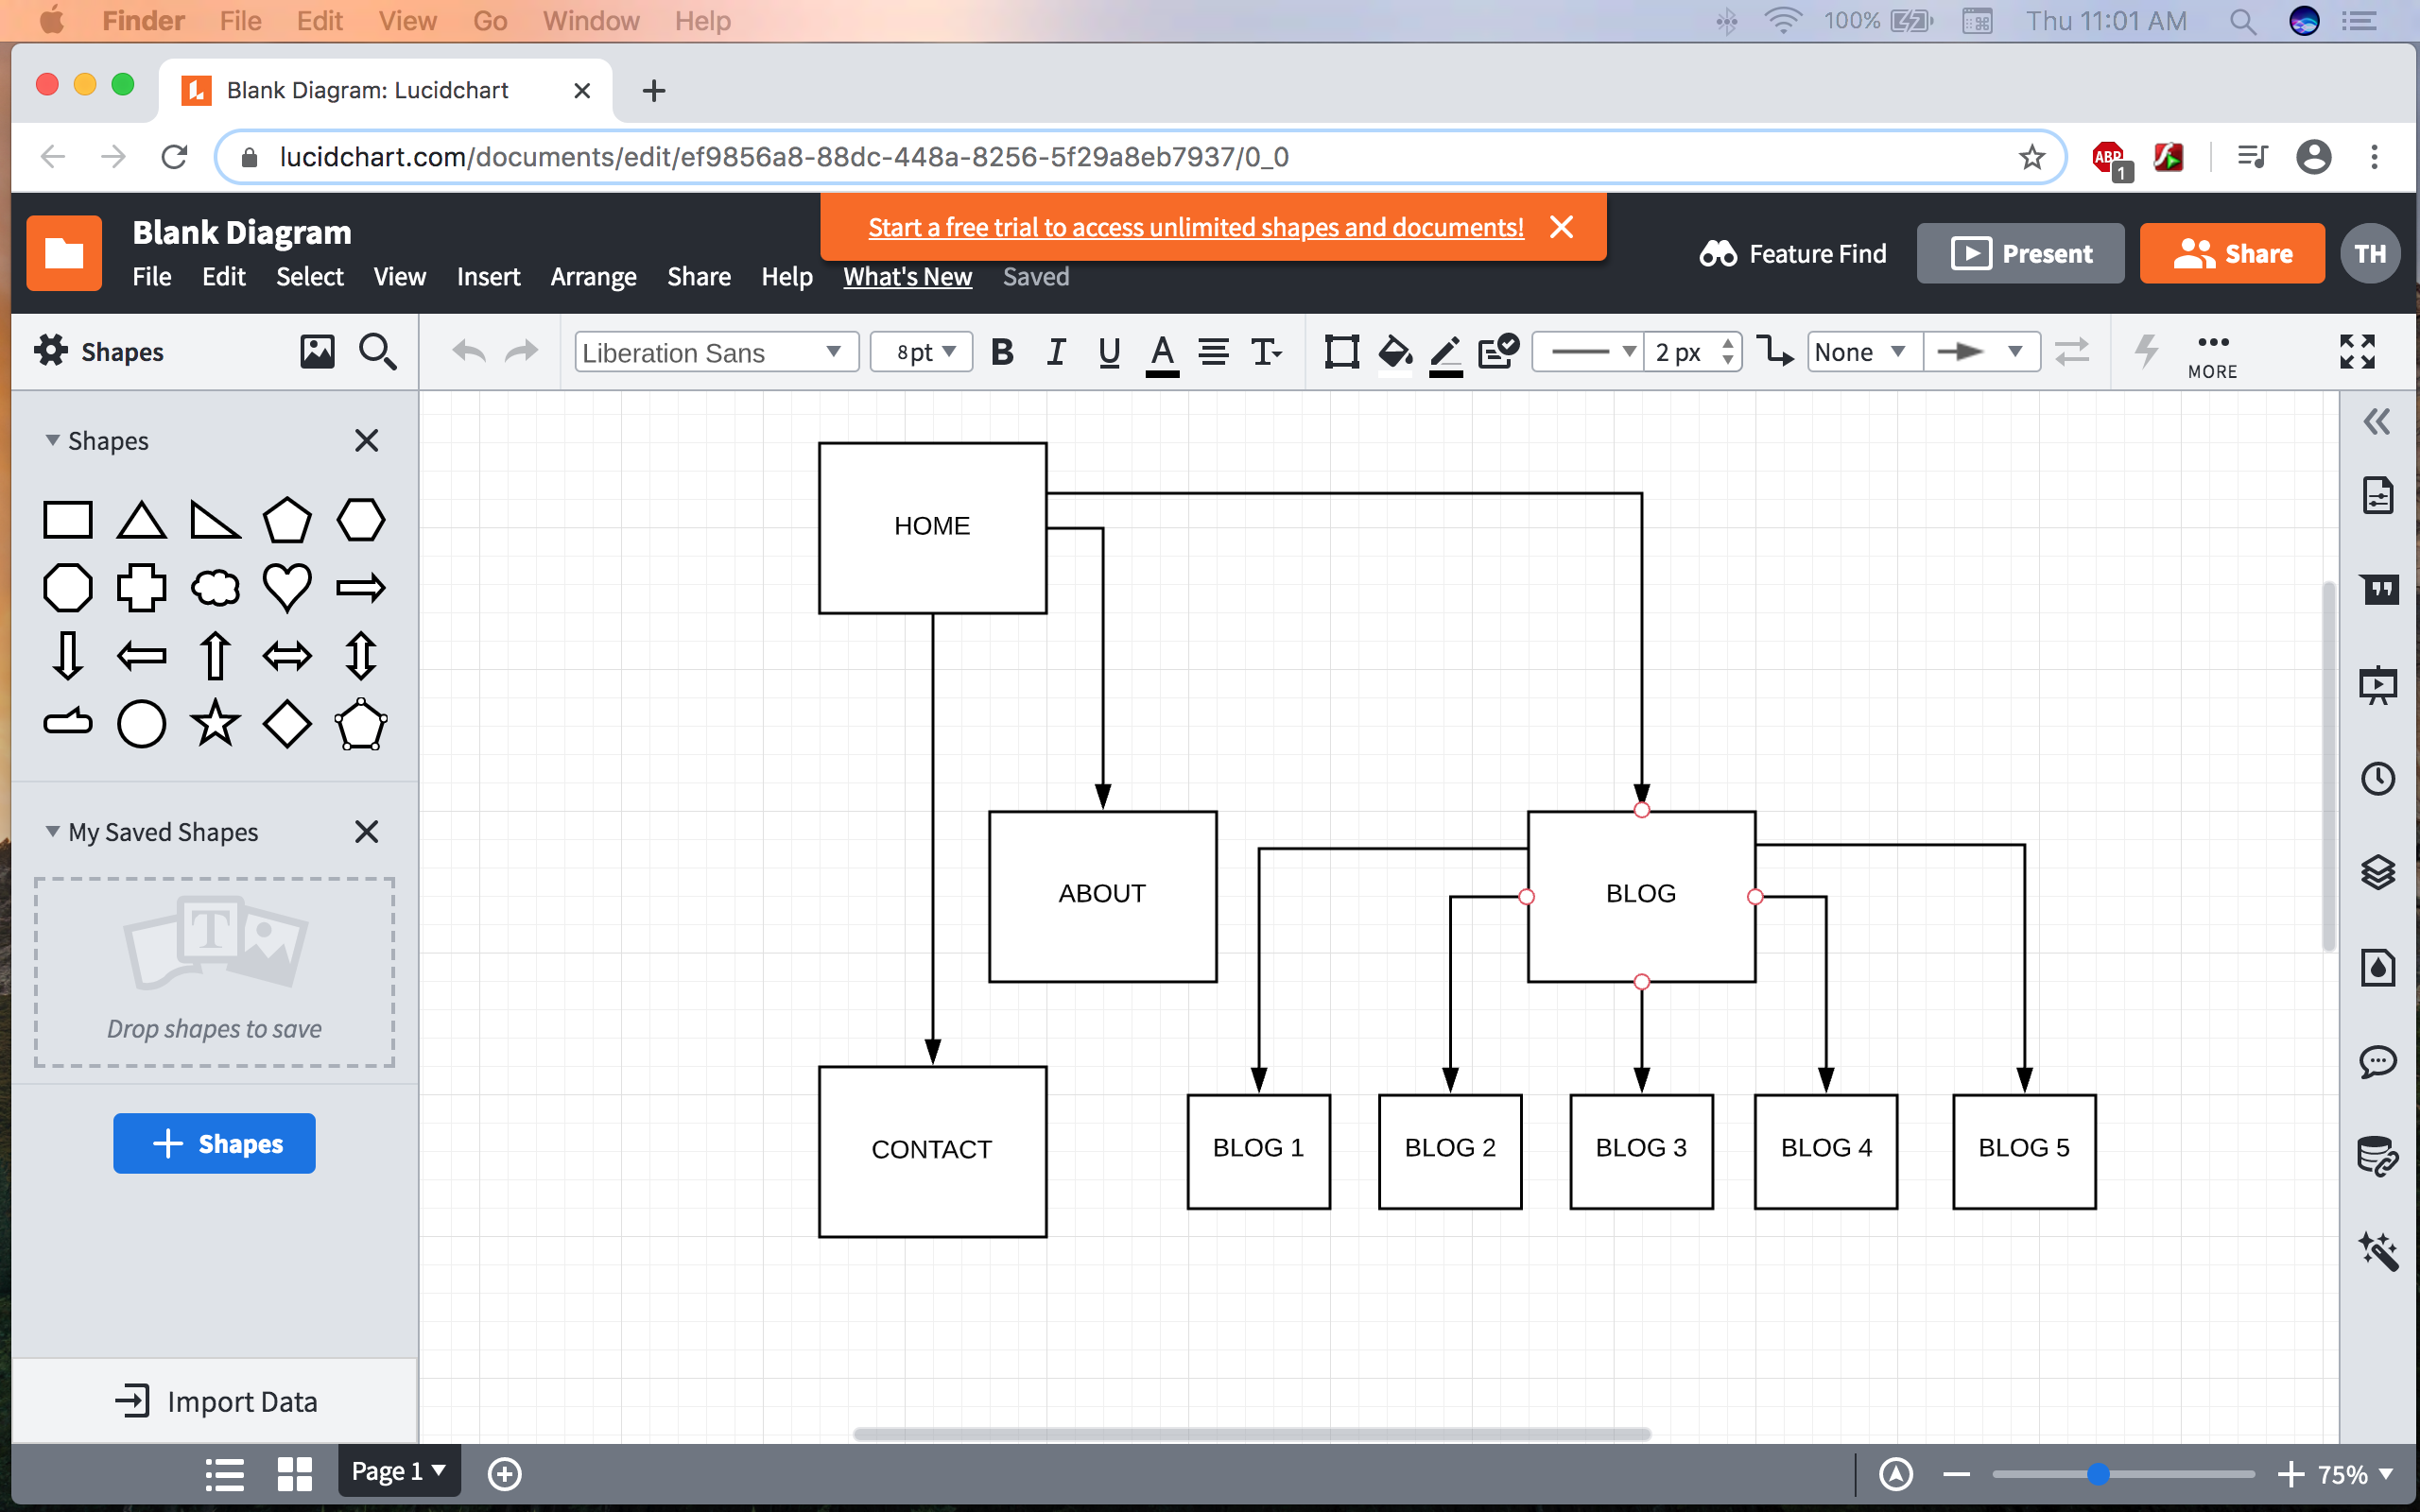 Finder File Edit View Go Window Help 100% Thu 11:01 AM
Blank Diagram: Lucidchart
lucidchart.com/documents/edit/ef9856a8-88dc-448a-8256-5f29a8eb7937/0_0 ABP 1
Start a free trial to access unlimited shapes and documents!
Blank Diagram
Feature Find Present Share TH
File Edit Select View Insert Arrange Share Help What's New Saved
Shapes Liberation Sans 8pt B I U A T 2 px None MORE
Shapes
HOME
My Saved Shapes
T
Drop shapes to save
ABOUT BLOG
CONTACT BLOG 1 BLOG 2 BLOG 3 BLOG 4 BLOG 5
Shapes
Import Data
Page 1 75%